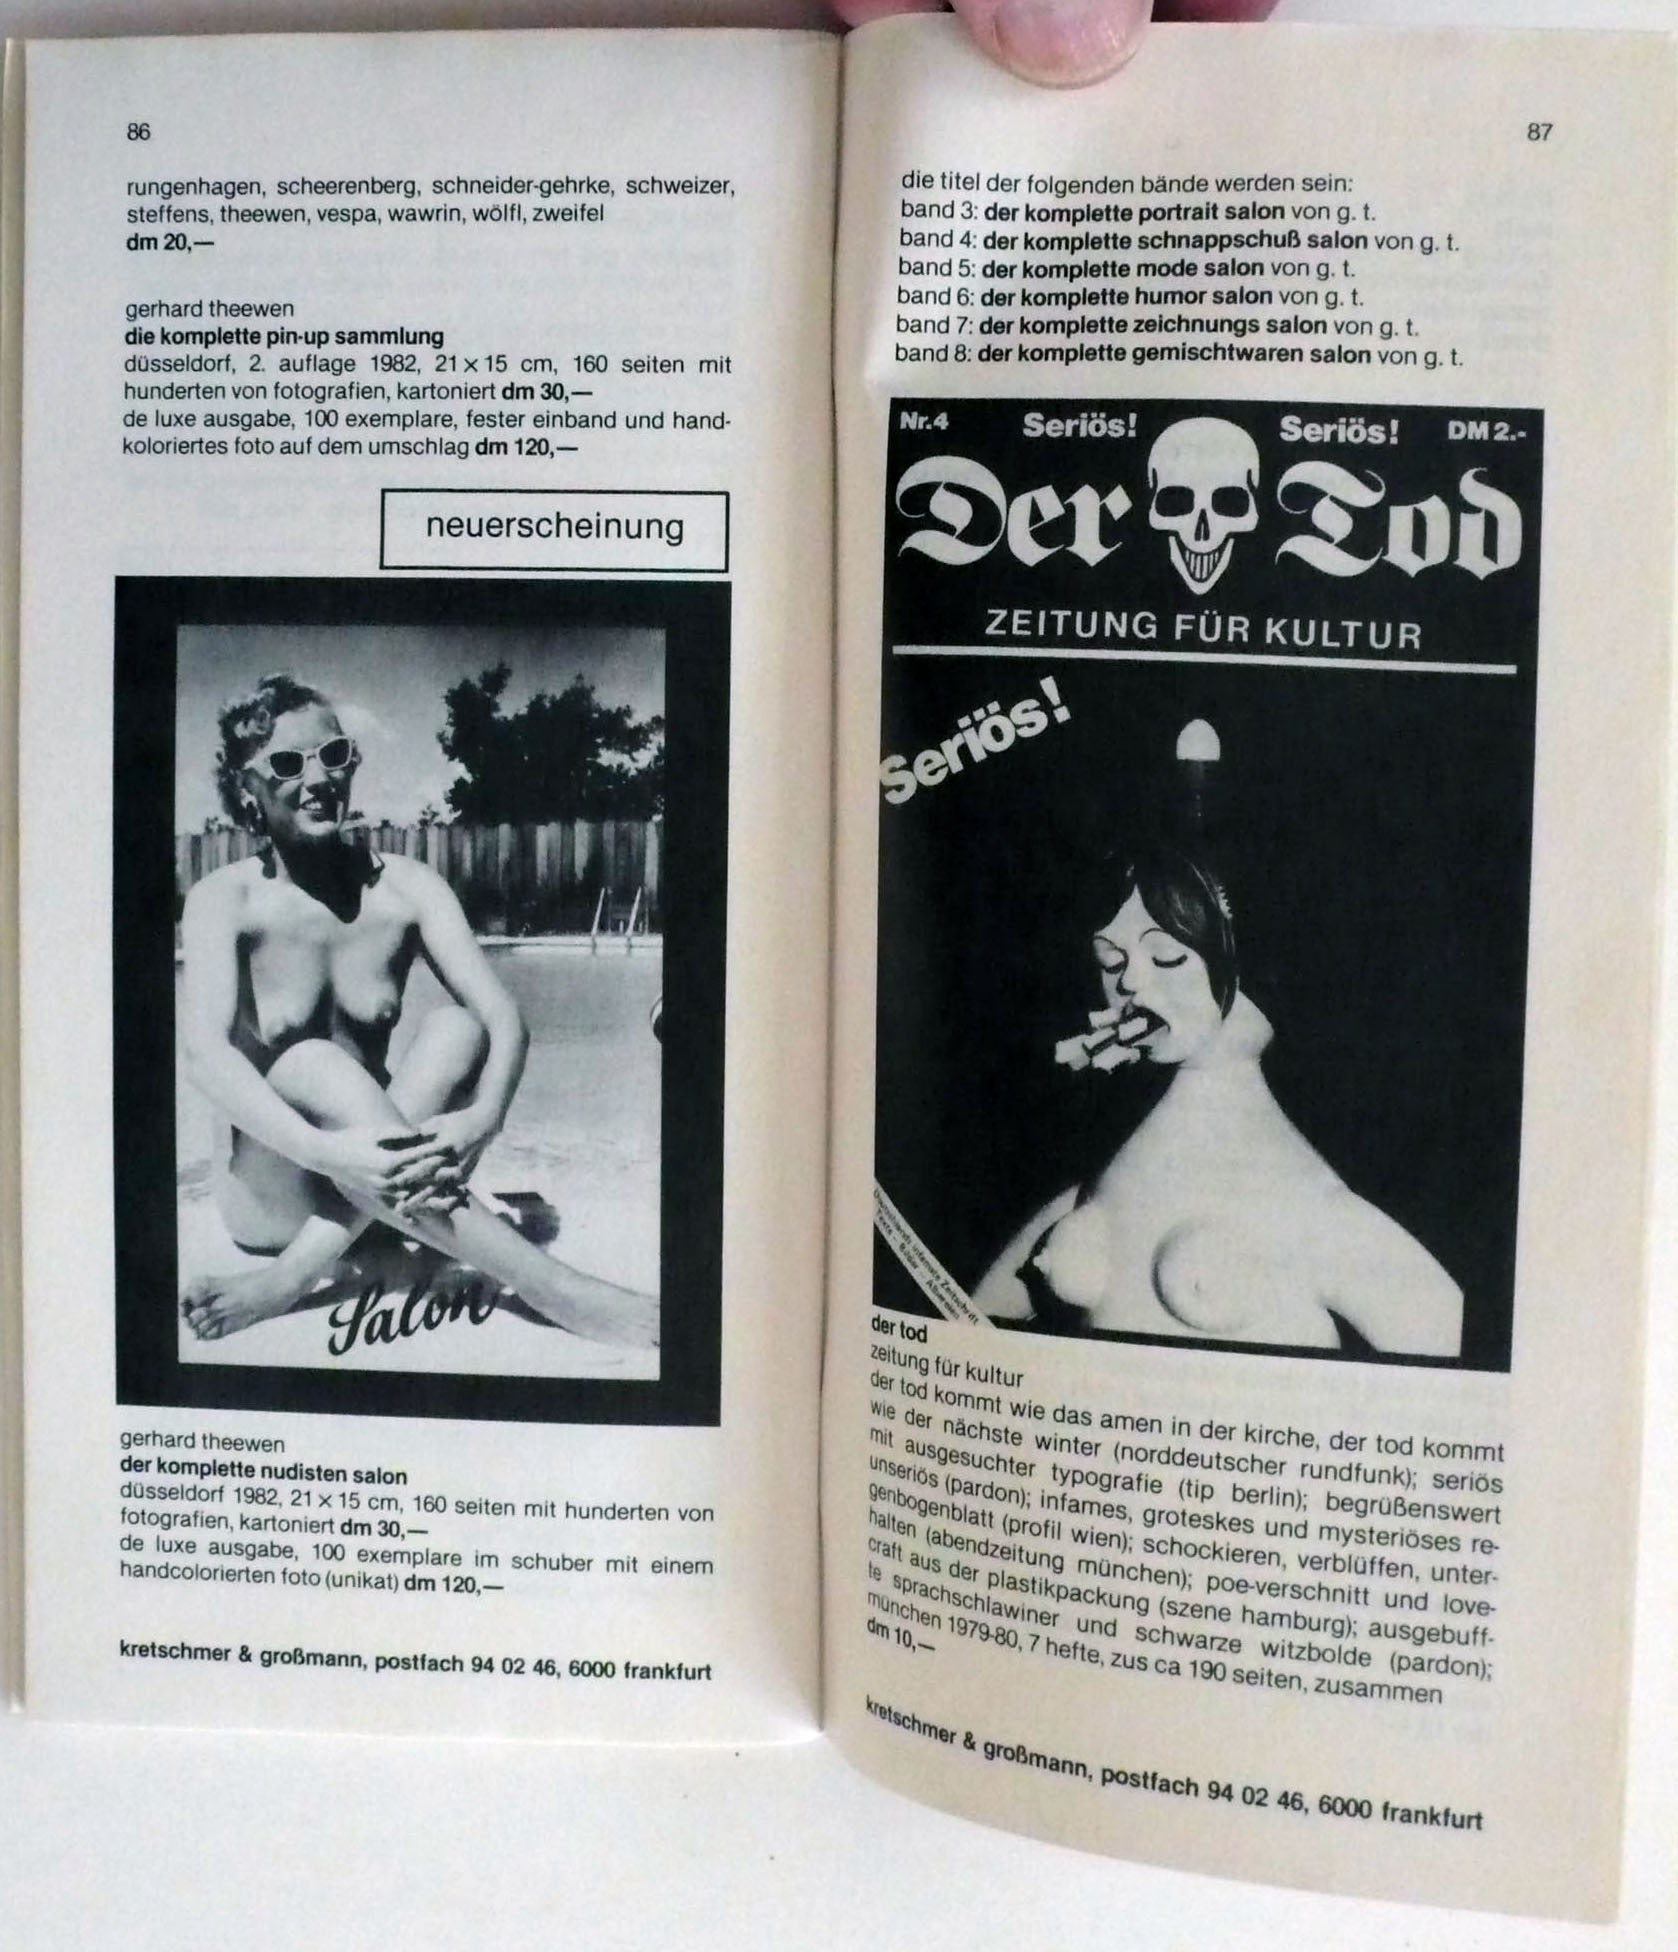 86
rungenhagen, scheerenberg, schneider-gehrke, schweizer,
steffens, theewen, vespa, wawrin, wölfl, zweifel
dm 20,—
gerhard theewen
die komplette pin-up sammlung
düsseldorf, 2. auflage 1982, 21 x 15 cm, 160 seiten mit
hunderten von fotografien, kartoniert dm 30,—
de luxe ausgabe, 100 exemplare, fester einband und hand-
koloriertes foto auf dem umschlag dm 120,—
neuerscheinung
Salon
gerhard theewen
der komplette nudisten salon
düsseldorf 1982, 21 x 15 cm, 160 seiten mit hunderten von
fotografien, kartoniert dm 30,—
de luxe ausgabe, 100 exemplare im schuber mit einem
handcolorierten foto (unikat) dm 120,—
kretschmer & großmann, postfach 94 02 46, 6000 frankfurt
87
die titel der folgenden bände werden sein:
band 3: der komplette portrait salon von g. t.
band 4: der komplette schnappschuß salon von g. t.
band 5: der komplette mode salon von g. t.
band 6: der komplette humor salon von g. t.
band 7: der komplette zeichnungs salon von g. t.
band 8: der komplette gemischtwaren salon von g. t.
Nr.4 Seriös! Seriös! DM 2.-
Der Tod
ZEITUNG FÜR KULTUR
Seriös!
Deutschlands infamste Zeitschrift
Texte – Bilder –
der tod
zeitung für kultur
der tod kommt wie das amen in der kirche, der tod kommt
wie der nächste winter (norddeutscher rundfunk); seriös
mit ausgesuchter typografie (tip berlin); begrüßenswert
unseriös (pardon); infames, groteskes und mysteriöses re-
genbogenblatt (profil wien); schockieren, verblüffen, unter-
halten (abendzeitung münchen); poe-verschnitt und love-
craft aus der plastikpackung (szene hamburg); ausgebuff-
te sprachschlawiner und schwarze witzbolde (pardon);
münchen 1979-80, 7 hefte, zus ca 190 seiten, zusammen
dm 10,—
kretschmer & großmann, postfach 94 02 46, 6000 frankfurt